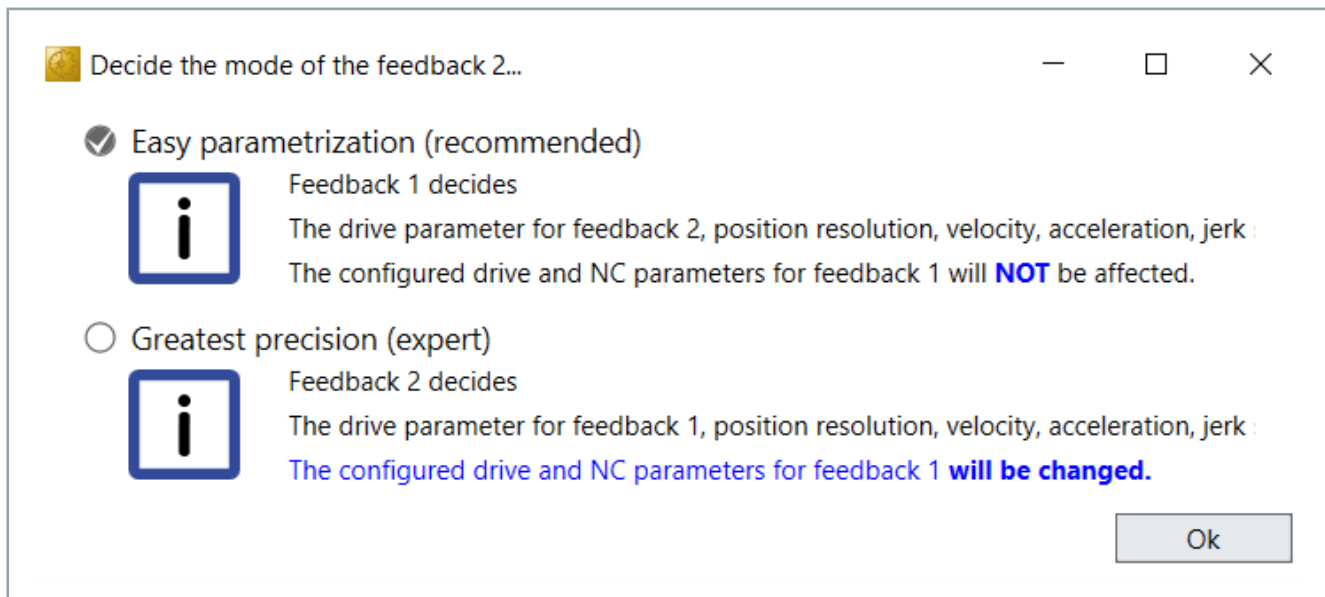 Decide the mode of the feedback 2...
Easy parametrization (recommended)
Feedback 1 decides
The drive parameter for feedback 2, position resolution, velocity, acceleration, jerk
The configured drive and NC parameters for feedback 1 will NOT be affected.
Greatest precision (expert)
Feedback 2 decides
The drive parameter for feedback 1, position resolution, velocity, acceleration, jerk
The configured drive and NC parameters for feedback 1 will be changed.
Ok